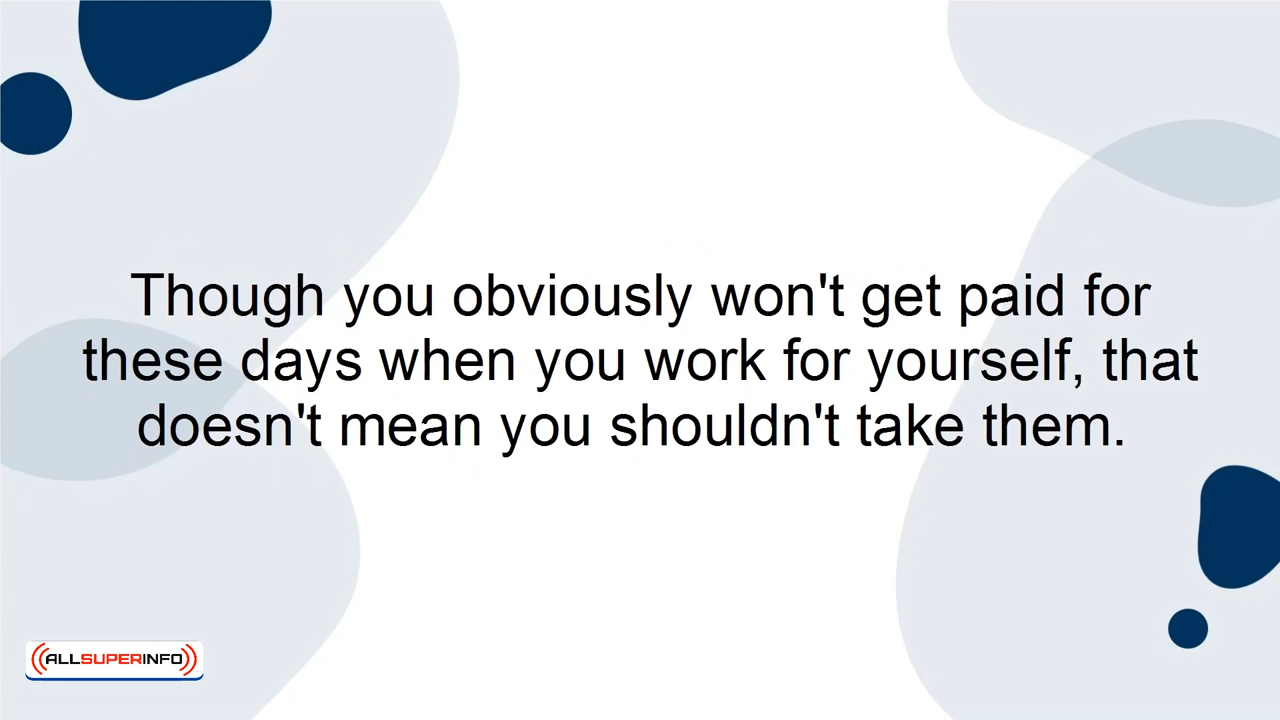 Though you obviously won't get paid for
these days when you work for yourself, that
doesn't mean you shouldn't take them.
ALLSUPERINFO